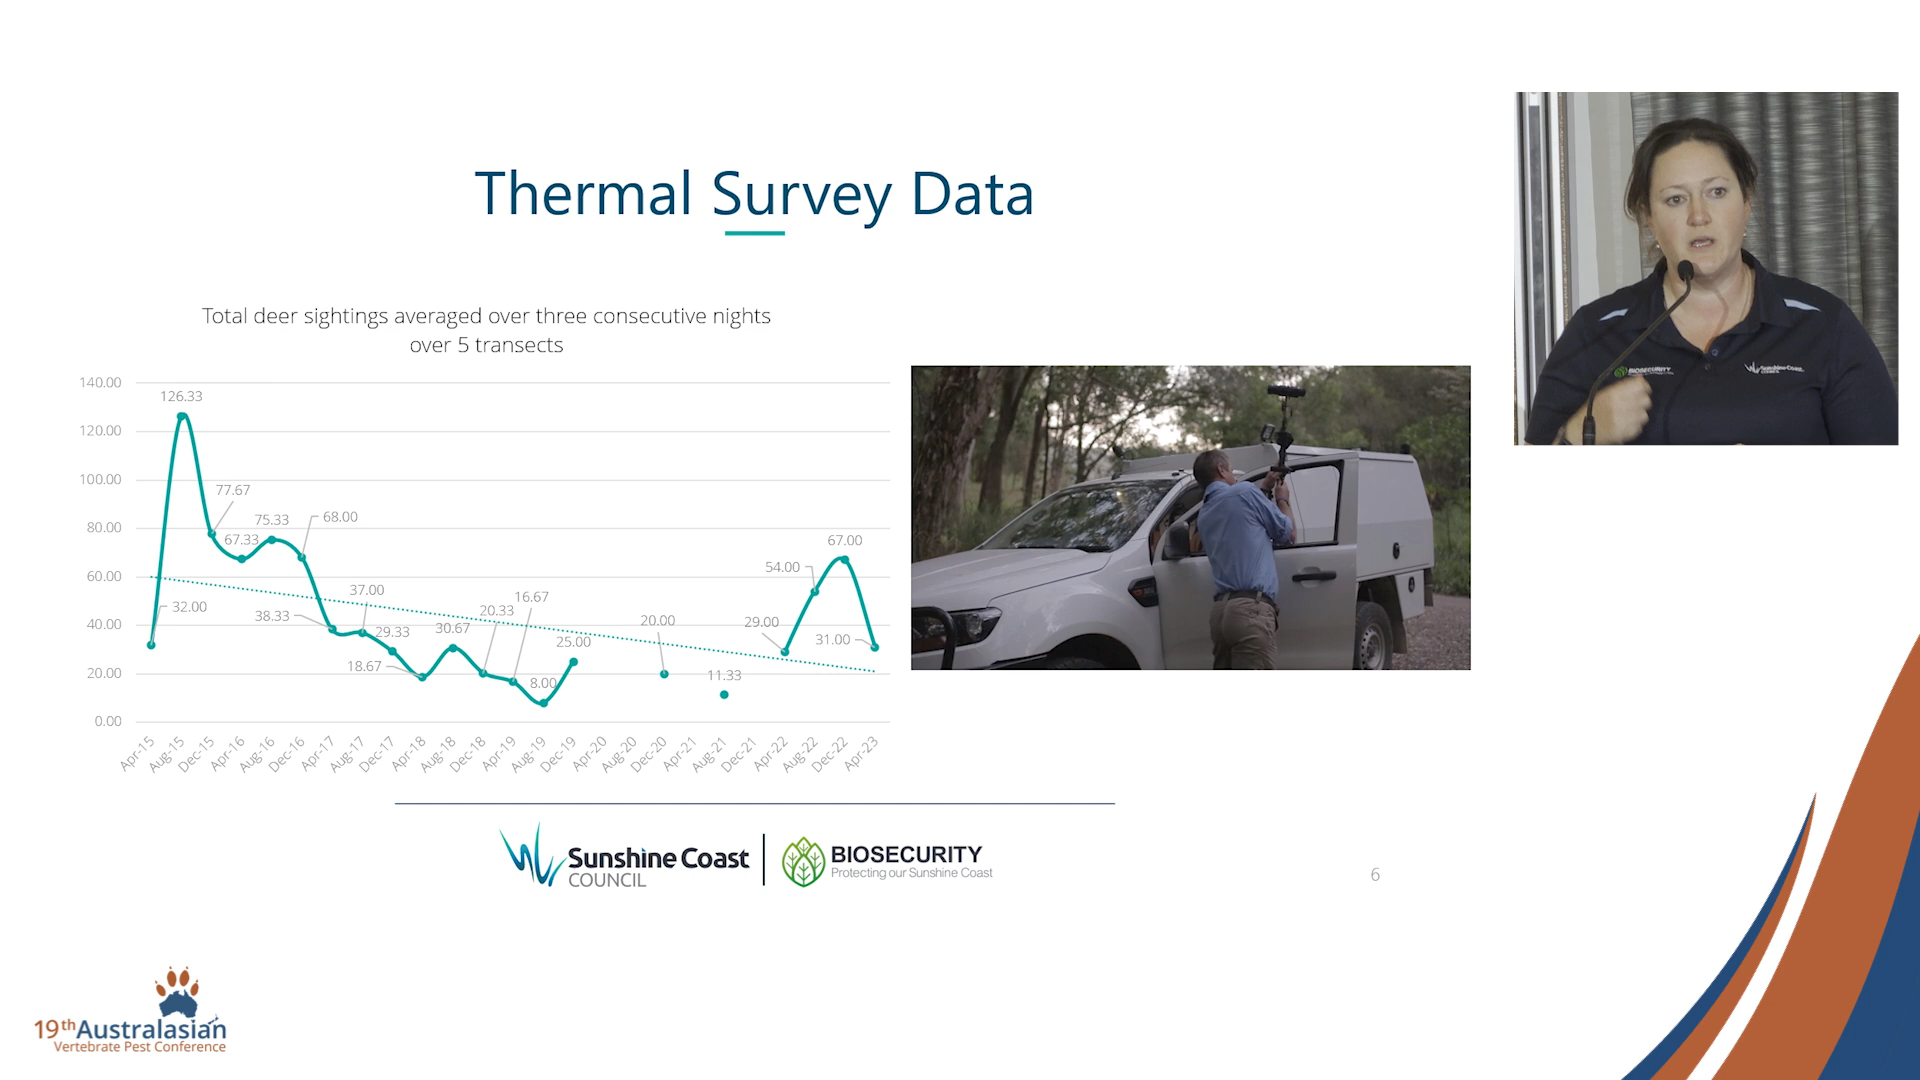 Thermal Survey Data
Total deer sightings averaged over three consecutive nights
over 5 transects
140.00
120.00
100.00
80.00
60.00
40.00
20.00
0.00
32.00
126.33
77.67
67.33
75.33
68.00
38.33
37.00
29.33
18.67
30.67
20.33
16.67
8.00
25.00
20.00
11.33
29.00
54.00
67.00
31.00
Apr-15
Aug-15
Dec-15
Apr-16
Aug-16
Dec-16
Apr-17
Aug-17
Dec-17
Apr-18
Aug-18
Dec-18
Apr-19
Aug-19
Dec-19
Apr-20
Aug-20
Dec-20
Apr-21
Aug-21
Dec-21
Apr-22
Aug-22
Dec-22
Apr-23
BIOSECURITY
Sunshine Coast
COUNCIL
Sunshine Coast
COUNCIL
BIOSECURITY
Protecting our Sunshine Coast
6
19th Australasian
Vertebrate Pest Conference